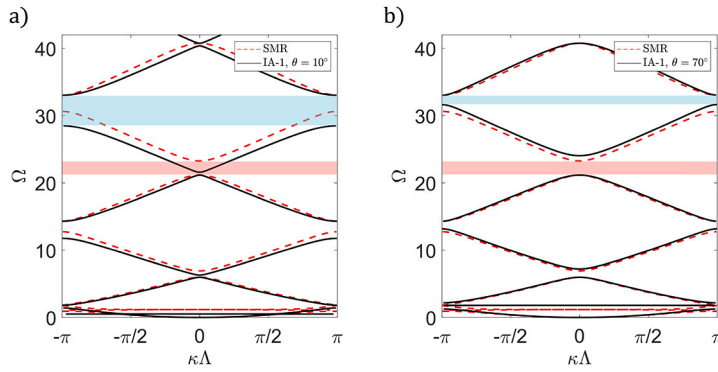 a)
40
30
20
10
0
Ω
-π
-π/2
0
π/2
π
κΛ
SMR
IA-1, θ = 10°
b)
40
30
20
10
0
Ω
-π
-π/2
0
π/2
π
κΛ
SMR
IA-1, θ = 70°